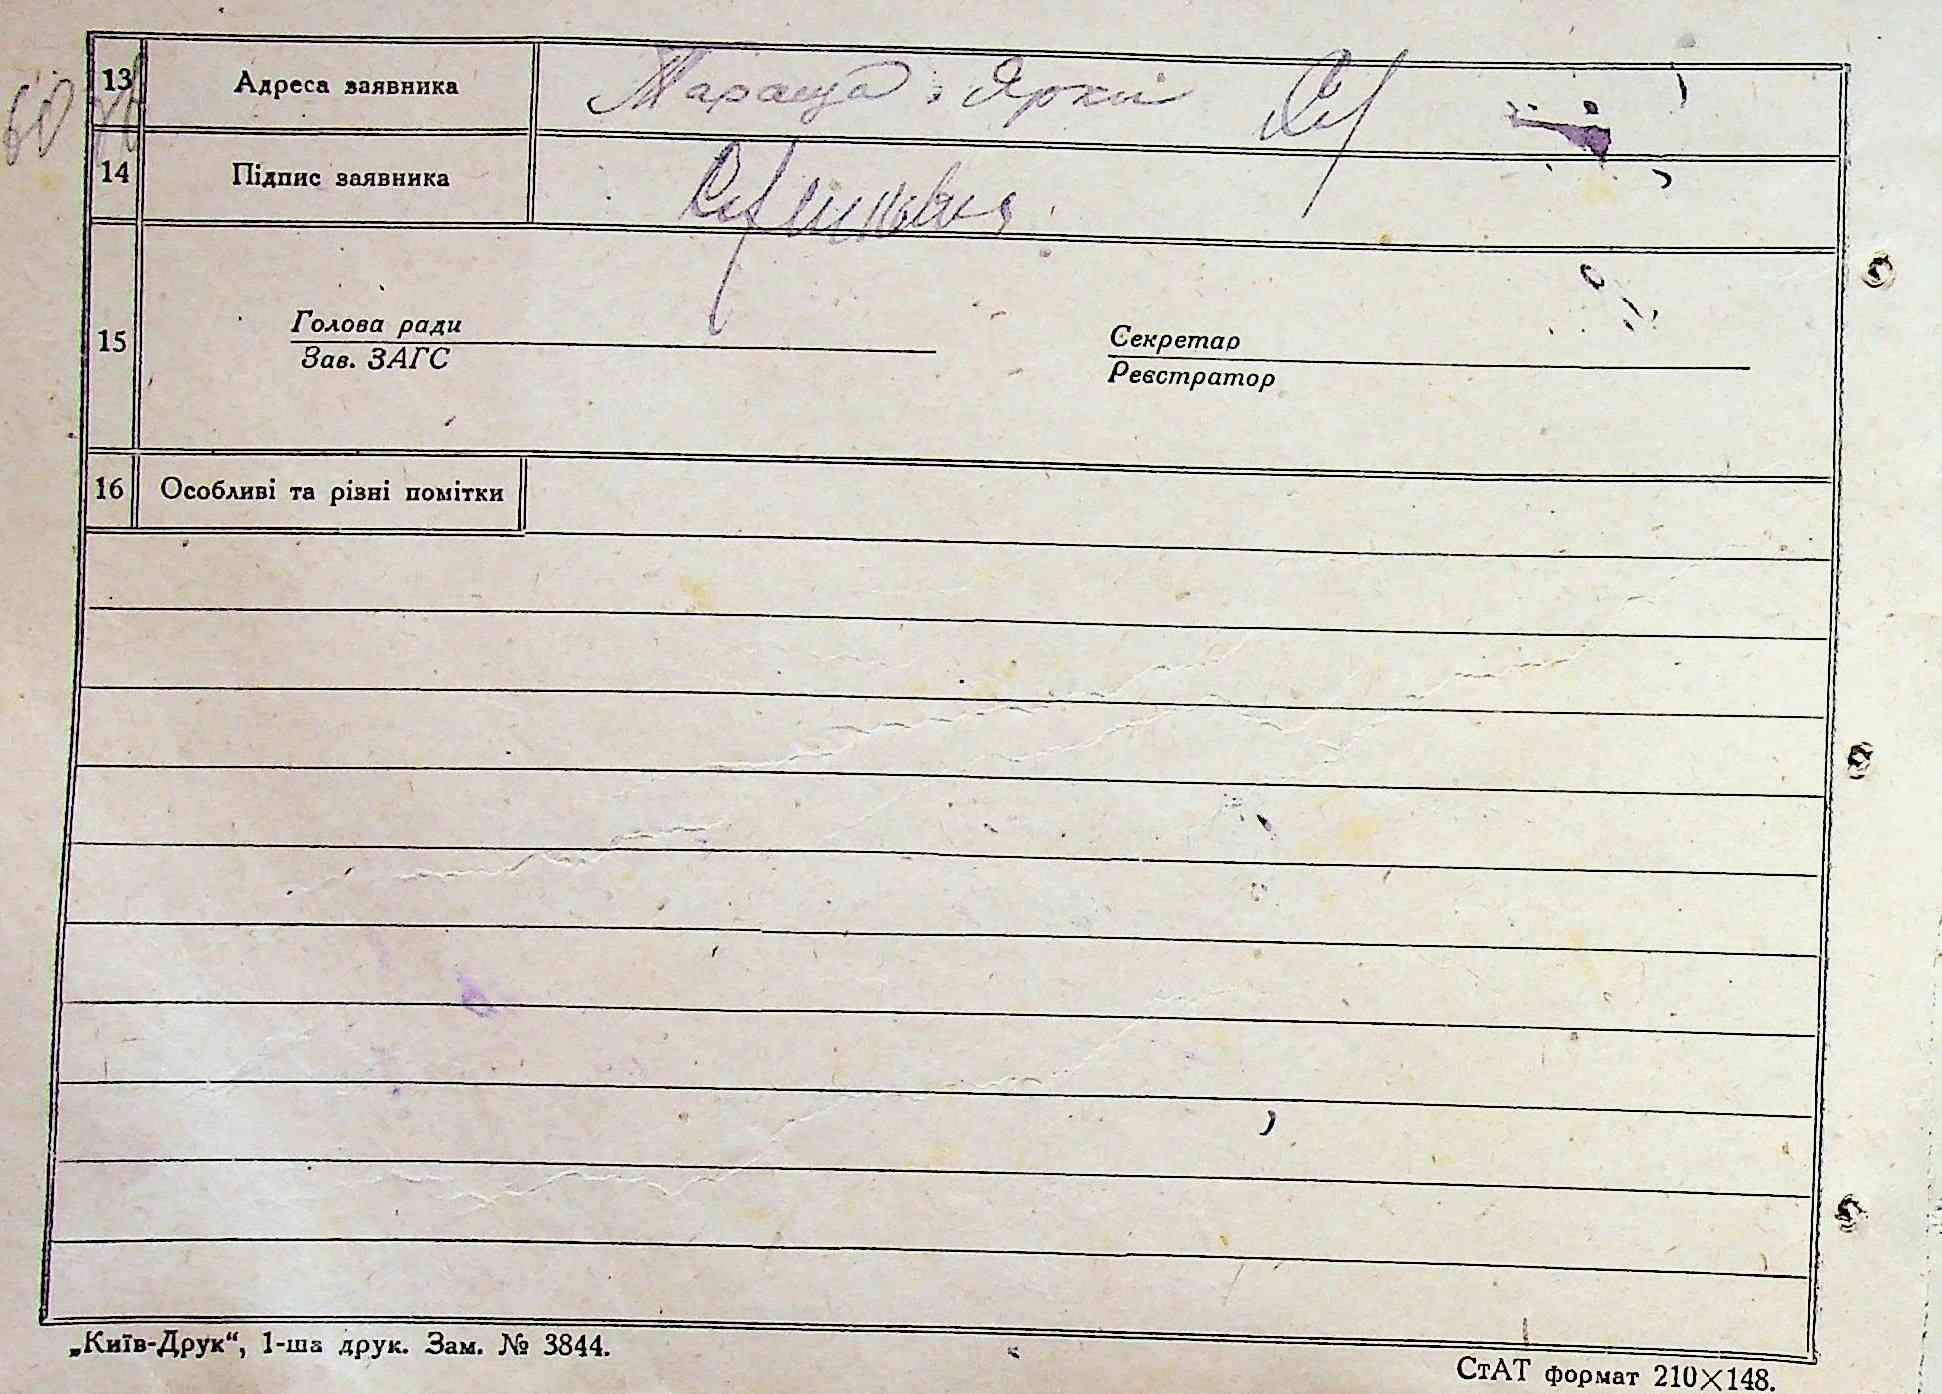 13 Адреса заявника Тараща Яркі
14 Підпис заявника
15 Голова ради Секретар
Зав. ЗАГС Реєстратор
16 Особливі та різні помітки
„Київ-Друк“, 1-ша друк. Зам. № 3844.
СтАТ формат 210×148.